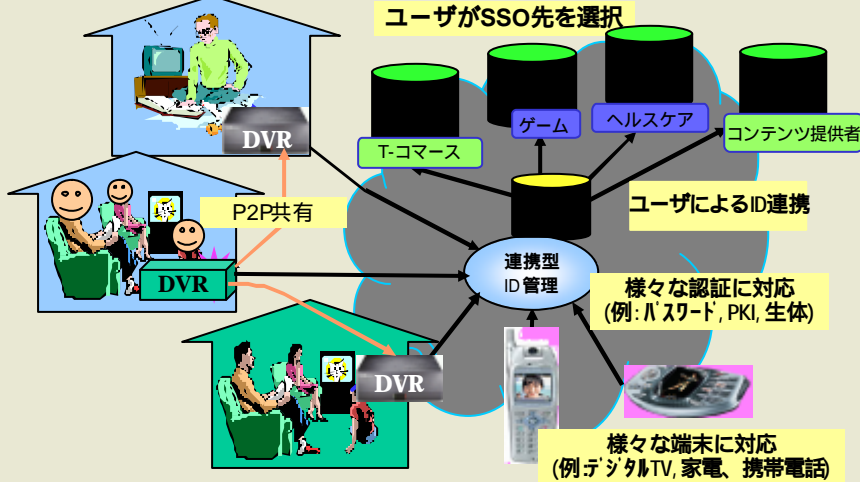 ユーザがSSO先を選択
DVR
T-コマース
ゲーム
ヘルスケア
コンテンツ提供者
P2P共有
ユーザによるID連携
DVR
連携型
ID管理
様々な認証に対応
(例:パスワード, PKI, 生体)
DVR
様々な端末に対応
(例:デジタルTV, 家電、携帯電話)